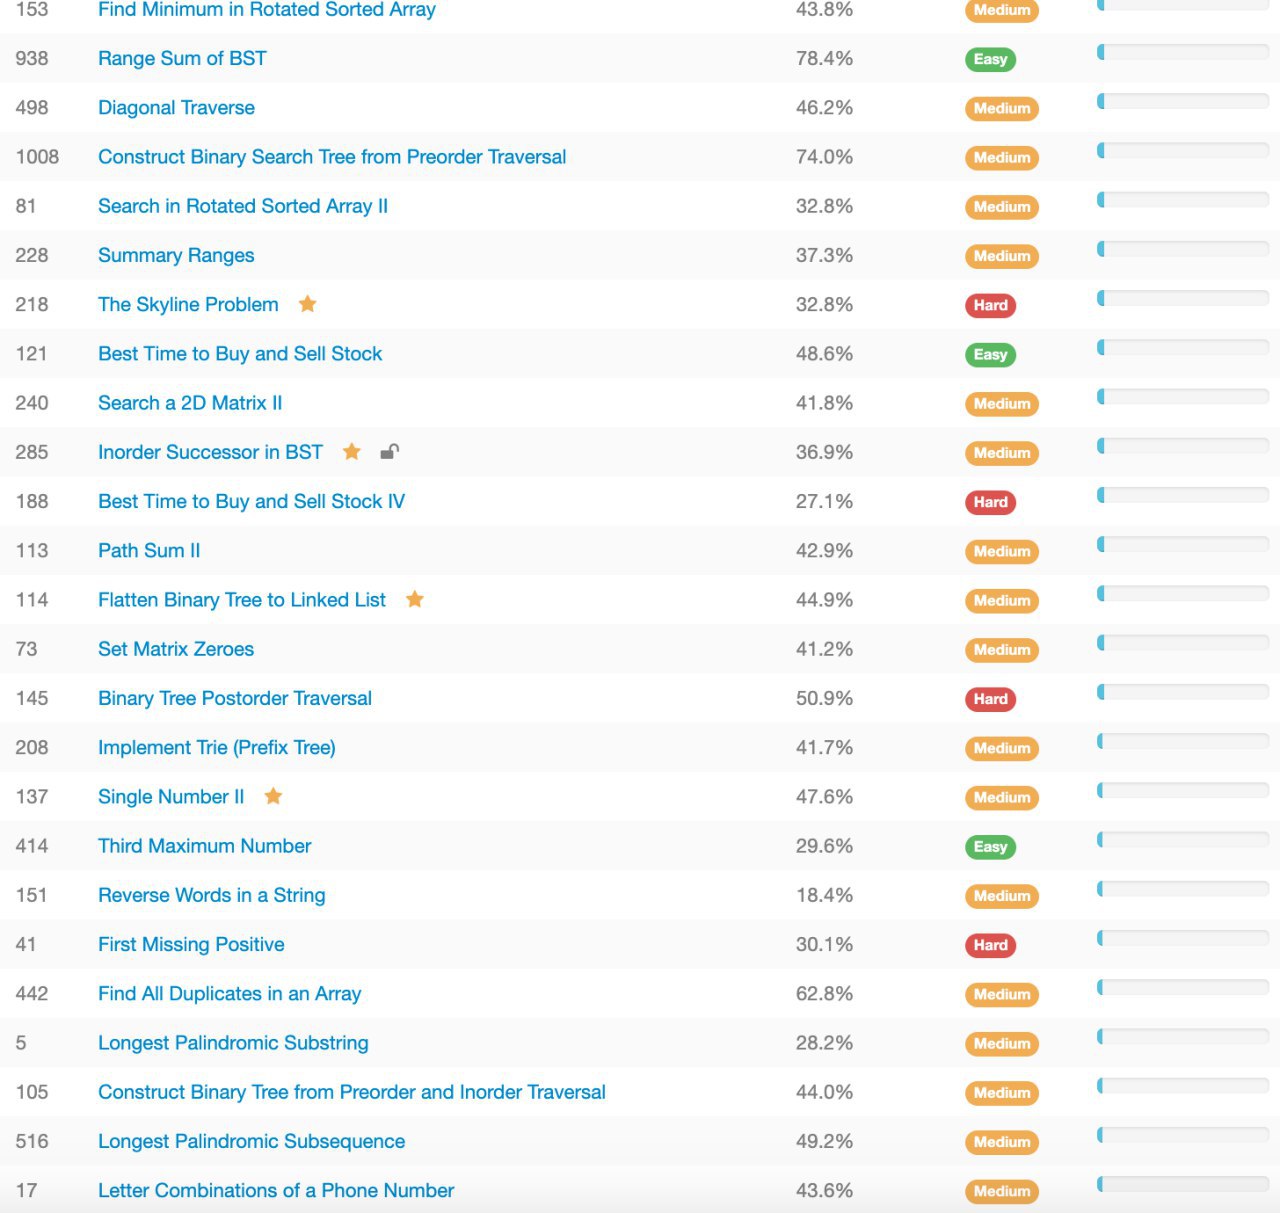 153 Find Minimum in Rotated Sorted Array 43.8% Medium
938 Range Sum of BST 78.4% Easy
498 Diagonal Traverse 46.2% Medium
1008 Construct Binary Search Tree from Preorder Traversal 74.0% Medium
81 Search in Rotated Sorted Array II 32.8% Medium
228 Summary Ranges 37.3% Medium
218 The Skyline Problem 32.8% Hard
121 Best Time to Buy and Sell Stock 48.6% Easy
240 Search a 2D Matrix II 41.8% Medium
285 Inorder Successor in BST 36.9% Medium
188 Best Time to Buy and Sell Stock IV 27.1% Hard
113 Path Sum II 42.9% Medium
114 Flatten Binary Tree to Linked List 44.9% Medium
73 Set Matrix Zeroes 41.2% Medium
145 Binary Tree Postorder Traversal 50.9% Hard
208 Implement Trie (Prefix Tree) 41.7% Medium
137 Single Number II 47.6% Medium
414 Third Maximum Number 29.6% Easy
151 Reverse Words in a String 18.4% Medium
41 First Missing Positive 30.1% Hard
442 Find All Duplicates in an Array 62.8% Medium
5 Longest Palindromic Substring 28.2% Medium
105 Construct Binary Tree from Preorder and Inorder Traversal 44.0% Medium
516 Longest Palindromic Subsequence 49.2% Medium
17 Letter Combinations of a Phone Number 43.6% Medium